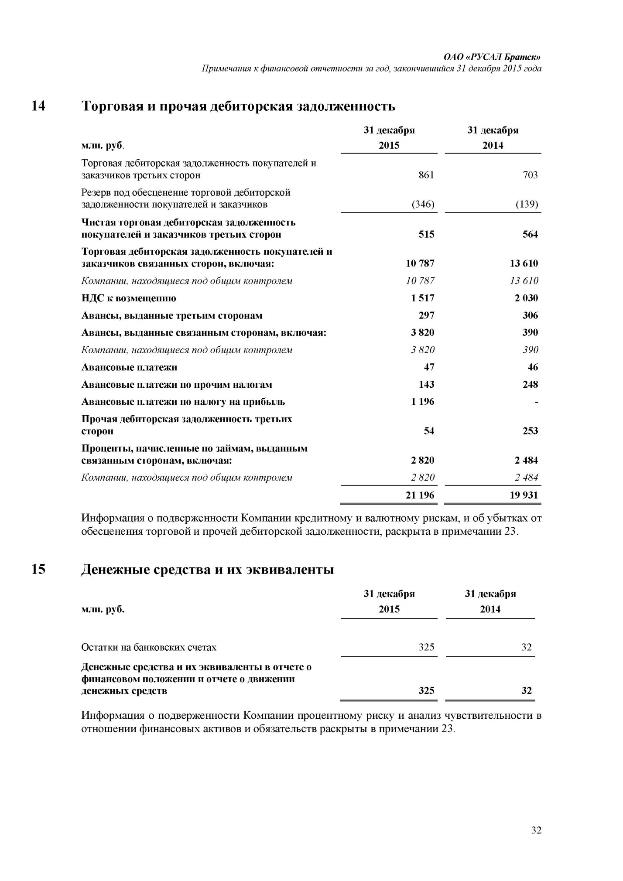 ОАО «РУСАЛ Братск»
Примечания к финансовой отчетности за год, закончившийся 31 декабря 2015 года
14 Торговая и прочая дебиторская задолженность
31 декабря 31 декабря
млн. руб. 2015 2014
Торговая дебиторская задолженность покупателей и
заказчиков третьих сторон 861 703
Резерв под обесценение торговой дебиторской
задолженности покупателей и заказчиков (346) (139)
Чистая торговая дебиторская задолженность
покупателей и заказчиков третьих сторон 515 564
Торговая дебиторская задолженность покупателей и
заказчиков связанных сторон, включая: 10 787 13 610
Компании, находящиеся под общим контролем 10 787 13 610
НДС к возмещению 1 517 2 030
Авансы, выданные третьим сторонам 297 306
Авансы, выданные связанным сторонам, включая: 3 820 390
Компании, находящиеся под общим контролем 3 820 390
Авансовые платежи 47 46
Авансовые платежи по прочим налогам 143 248
Авансовые платежи по налогу на прибыль 1 196 -
Прочая дебиторская задолженность третьих
сторон 54 253
Проценты, начисленные по займам, выданным
связанным сторонам, включая: 2 820 2 484
Компании, находящиеся под общим контролем 2 820 2 484
21 196 19 931
Информация о подверженности Компании кредитному и валютному рискам, и об убытках от
обесценения торговой и прочей дебиторской задолженности, раскрыта в примечании 23.
15 Денежные средства и их эквиваленты
31 декабря 31 декабря
млн. руб. 2015 2014
Остатки на банковских счетах 325 32
Денежные средства и их эквиваленты в отчете о
финансовом положении и отчете о движении
денежных средств 325 32
Информация о подверженности Компании процентному риску и анализ чувствительности в
отношении финансовых активов и обязательств раскрыты в примечании 23.
32